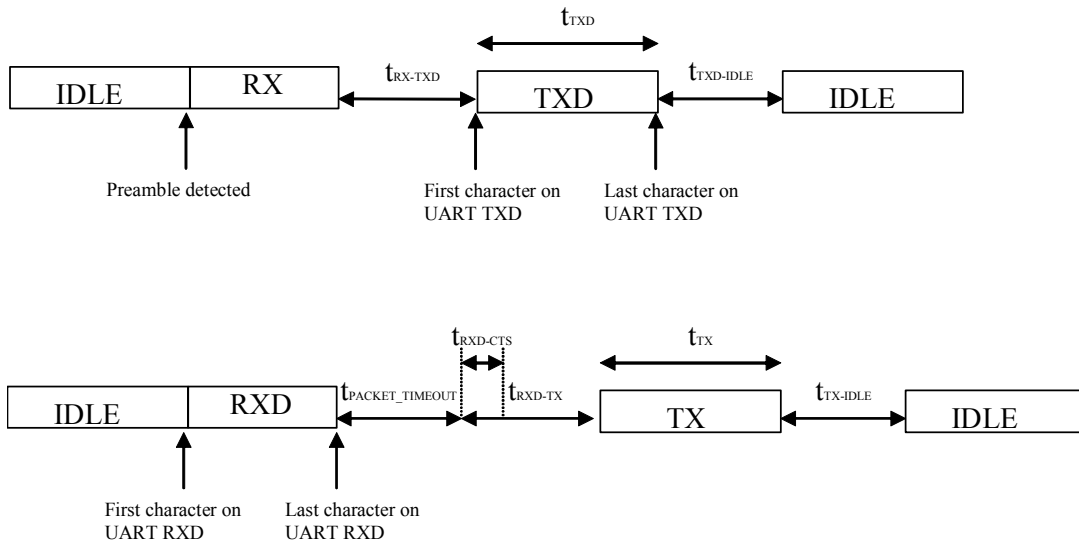 tTXD
IDLE RX tRX-TXD TXD tTXD-IDLE IDLE
Preamble detected
First character on
UART TXD
Last character on
UART TXD
tRXD-CTS tTX
IDLE RXD tPACKET_TIMEOUT tRXD-TX TX tTX-IDLE IDLE
First character on
UART RXD
Last character on
UART RXD